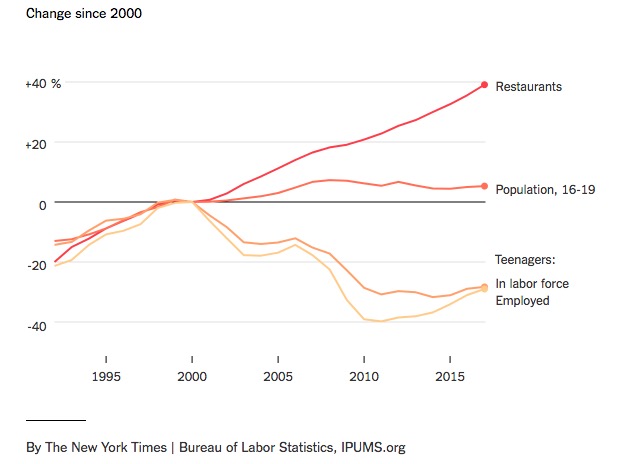 Change since 2000
+40 %
+20
0
-20
-40
Restaurants
Population, 16-19
Teenagers:
In labor force
Employed
1995 2000 2005 2010 2015
By The New York Times | Bureau of Labor Statistics, IPUMS.org